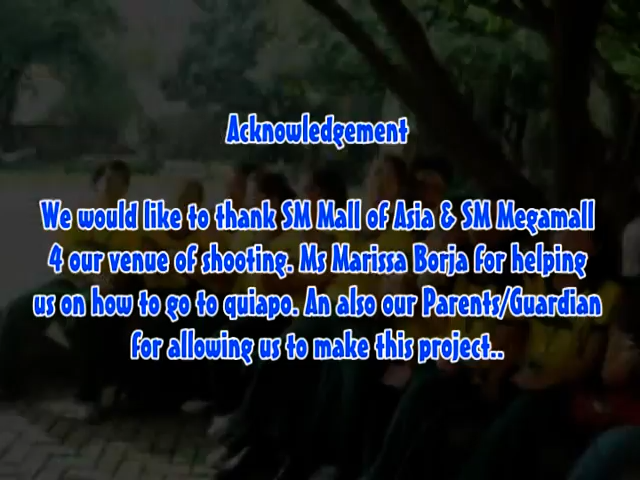 Acknowledgement
We would like to thank SM Mall of Asia & SM Megamall
4 our venue of shooting. Ms Marissa Borja for helping
us on how to go to quiapo. An also our Parents/Guardian
for allowing us to make this project..